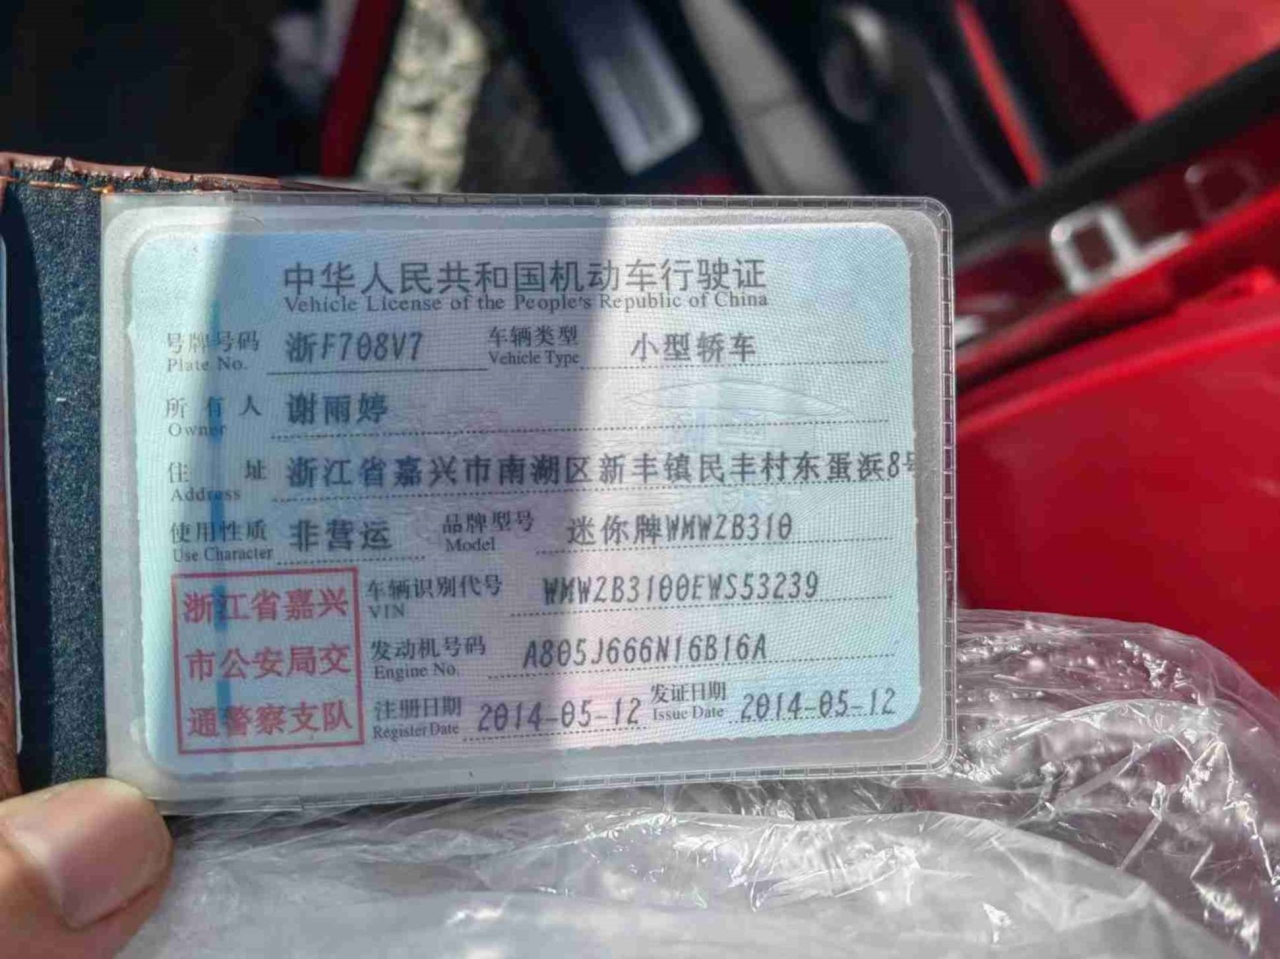 中华人民共和国机动车行驶证
Vehicle License of the People's Republic of China
号牌号码 浙F708V7 车辆类型 小型轿车
Plate No. Vehicle Type
所有人 谢雨婷
Owner
住址 浙江省嘉兴市南湖区新丰镇民丰村东蛋浜8号
Address
使用性质 非营运 品牌型号 迷你牌WMWZB310
Use Character Model
车辆识别代号 WMWZB3100EWS53239
VIN
发动机号码 A805J666N16B16A
Engine No.
注册日期 2014-05-12 发证日期 2014-05-12
Register Date Issue Date
浙江省嘉兴
市公安局交
通警察支队